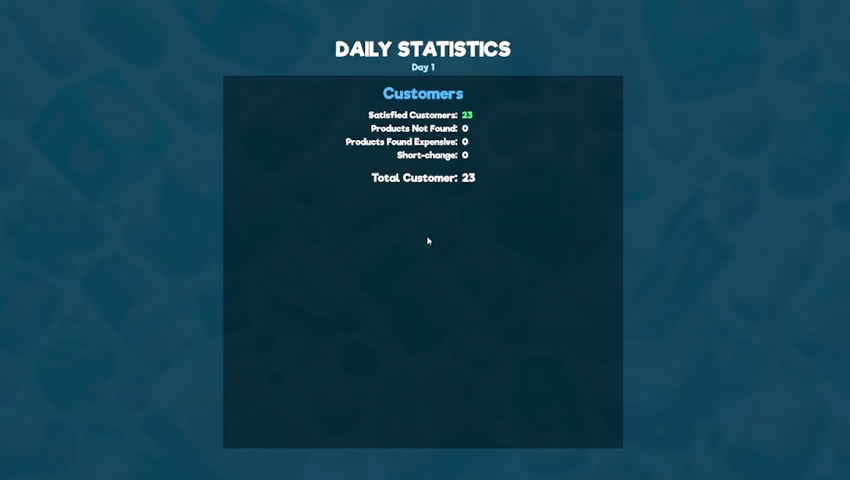 DAILY STATISTICS
Day 1
Customers
Satisfied Customers: 23
Products Not Found: 0
Products Found Expensive: 0
Short-change: 0
Total Customer: 23